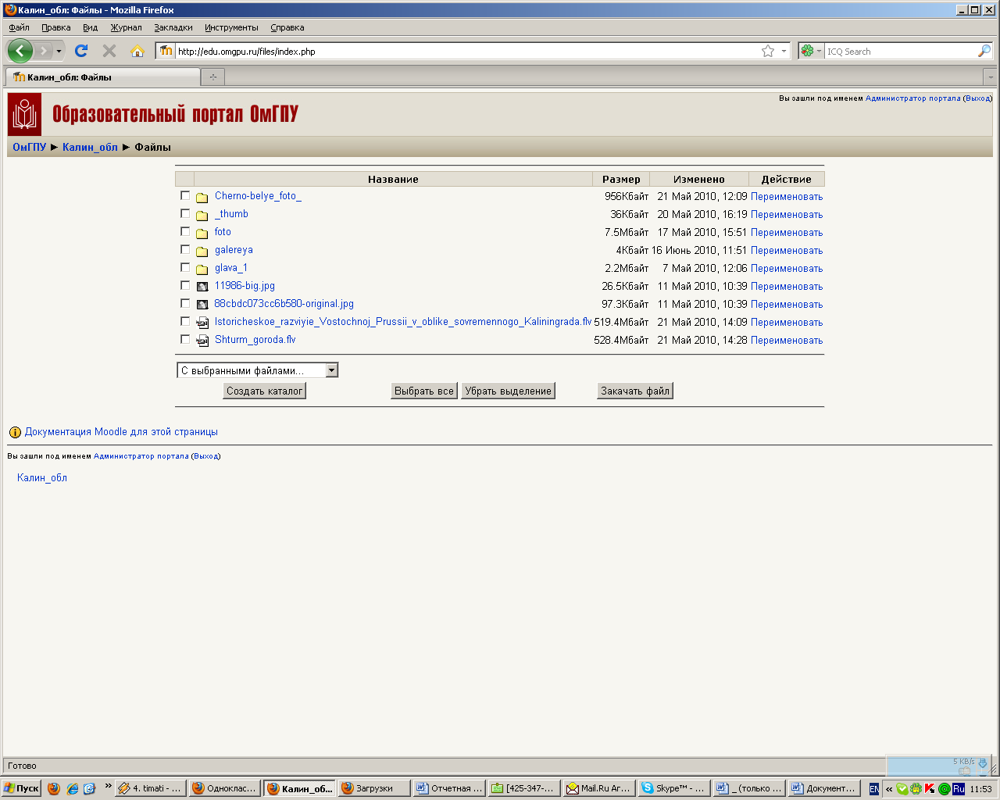 Калин_обл: Файлы - Mozilla Firefox
Файл Правка Вид Журнал Закладки Инструменты Справка
http://edu.omgpu.ru/files/index.php ICQ Search
Калин_обл: Файлы
Вы зашли под именем Администратор портала (Выход)
Образовательный портал ОмГПУ
ОмГПУ ► Калин_обл ► Файлы
Название Размер Изменено Действие
Cherno-belye_foto_ 956Кбайт 21 Май 2010, 12:09 Переименовать
_thumb 36Кбайт 20 Май 2010, 16:19 Переименовать
foto 7.5Мбайт 17 Май 2010, 15:51 Переименовать
galereya 4Кбайт 16 Июнь 2010, 11:51 Переименовать
glava_1 2.2Мбайт 7 Май 2010, 12:06 Переименовать
11986-big.jpg 26.5Кбайт 11 Май 2010, 10:39 Переименовать
88cbdc073cc6b580-original.jpg 97.3Кбайт 11 Май 2010, 10:39 Переименовать
Istoricheskoe_razviyie_Vostochnoj_Prussii_v_oblike_sovremennogo_Kaliningrada.flv 519.4Мбайт 21 Май 2010, 14:09 Переименовать
Shturm_goroda.flv 528.4Мбайт 21 Май 2010, 14:28 Переименовать
С выбранными файлами...
Создать каталог Выбрать все Убрать выделение Закачать файл
Документация Moodle для этой страницы
Вы зашли под именем Администратор портала (Выход)
Калин_обл
Готово
5 KB/s
Пуск 4. timati - ... Одноклас... Калин_об... Загрузки Отчетная ... [425-347-... Mail.Ru Аг... Skype™ - ... _ (только ... Документ... EN Ru 11:53